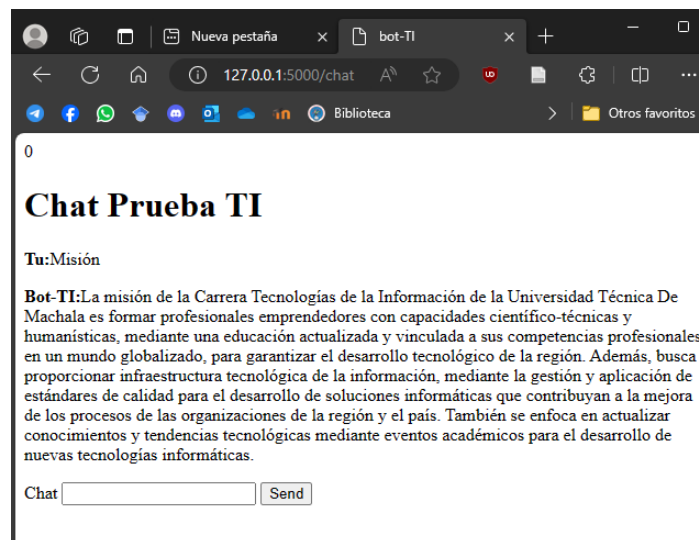 Nueva pestaña
bot-TI
127.0.0.1:5000/chat
Biblioteca
Otros favoritos
0
Chat Prueba TI
Tu:Misión
Bot-TI:La misión de la Carrera Tecnologías de la Información de la Universidad Técnica De
Machala es formar profesionales emprendedores con capacidades científico-técnicas y
humanísticas, mediante una educación actualizada y vinculada a sus competencias profesionales
en un mundo globalizado, para garantizar el desarrollo tecnológico de la región. Además, busca
proporcionar infraestructura tecnológica de la información, mediante la gestión y aplicación de
estándares de calidad para el desarrollo de soluciones informáticas que contribuyan a la mejora
de los procesos de las organizaciones de la región y el país. También se enfoca en actualizar
conocimientos y tendencias tecnológicas mediante eventos académicos para el desarrollo de
nuevas tecnologías informáticas.
Chat
Send